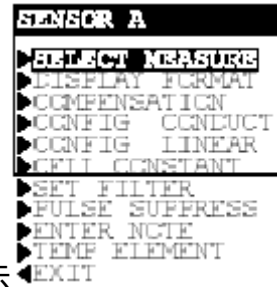 SENSOR A
▶SELECT MEASURE
▶DISPLAY FORMAT
▶COMPENSATION
▶CONFIG CONDUCT
▶CONFIG LINEAR
▶CELL CONSTANT
▶SET FILTER
▶PULSE SUPPRESS
▶ENTER NOTE
▶TEMP ELEMENT
示 ◀EXIT